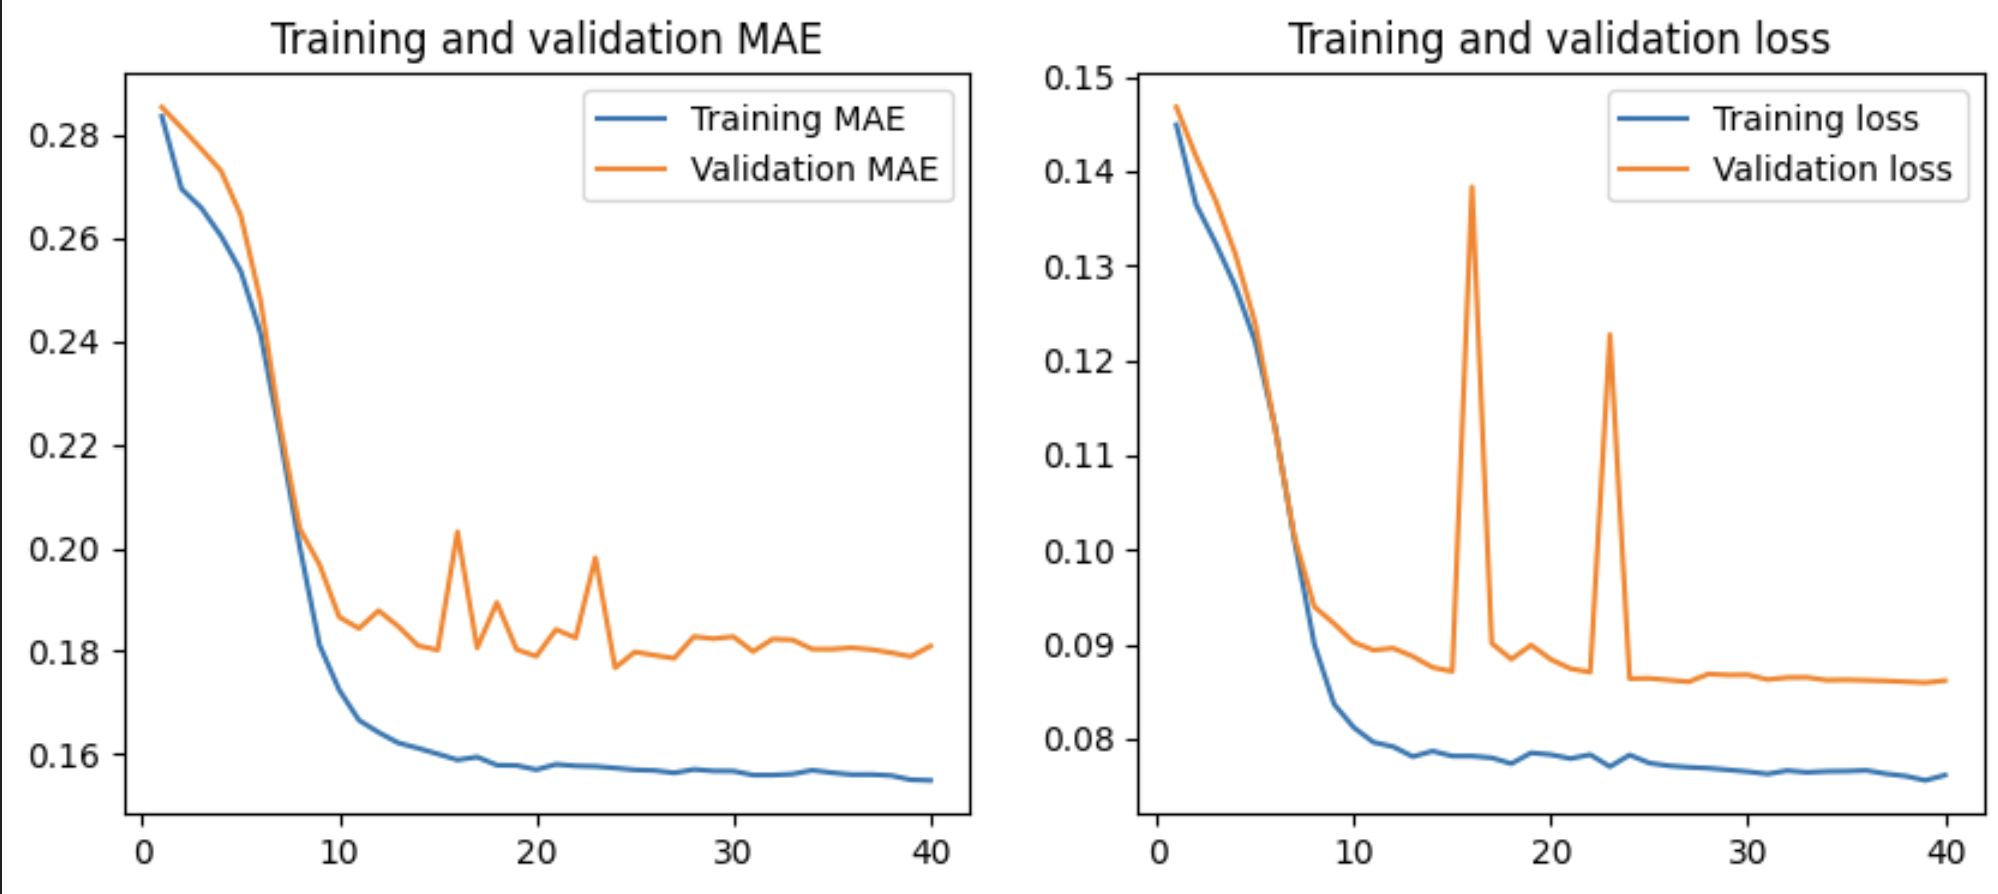 Training and validation MAE
Training MAE
Validation MAE
0.28
0.26
0.24
0.22
0.20
0.18
0.16
0 10 20 30 40
Training and validation loss
Training loss
Validation loss
0.15
0.14
0.13
0.12
0.11
0.10
0.09
0.08
0 10 20 30 40